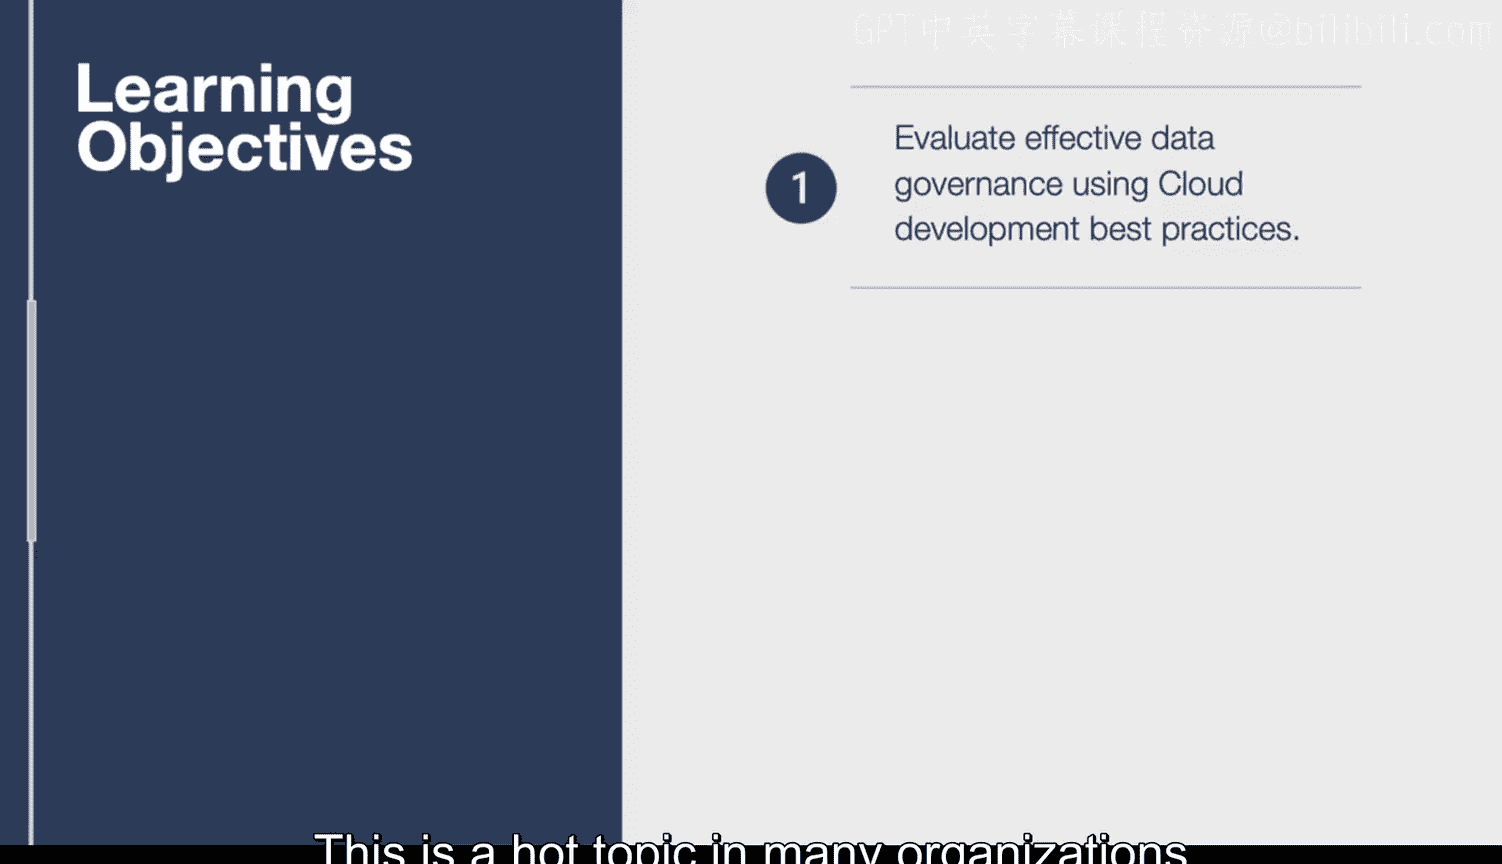 GPT中英字幕课程资源@bilibili.com
Learning
Objectives
1
Evaluate effective data
governance using Cloud
development best practices.
This is a hot topic in many organizations